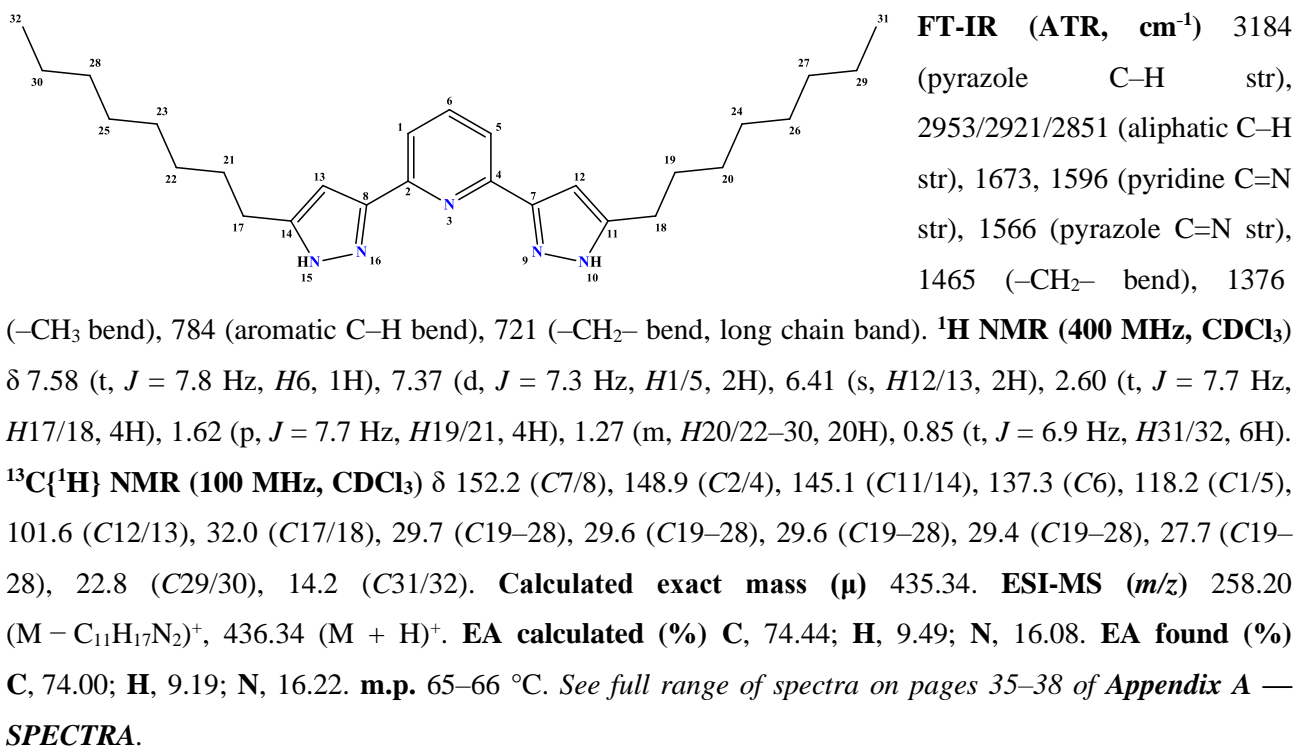 32
30
28
25
23
22
21
17
14
13
HN
15
N
16
8
2
1
6
5
4
N
3
7
N
9
NH
10
11
12
18
19
20
24
26
27
29
31
FT-IR (ATR, cm-1) 3184
(pyrazole C–H str),
2953/2921/2851 (aliphatic C–H
str), 1673, 1596 (pyridine C=N
str), 1566 (pyrazole C=N str),
1465 (–CH2– bend), 1376
(–CH3 bend), 784 (aromatic C–H bend), 721 (–CH2– bend, long chain band). 1H NMR (400 MHz, CDCl3)
δ 7.58 (t, J = 7.8 Hz, H6, 1H), 7.37 (d, J = 7.3 Hz, H1/5, 2H), 6.41 (s, H12/13, 2H), 2.60 (t, J = 7.7 Hz,
H17/18, 4H), 1.62 (p, J = 7.7 Hz, H19/21, 4H), 1.27 (m, H20/22–30, 20H), 0.85 (t, J = 6.9 Hz, H31/32, 6H).
13C{1H} NMR (100 MHz, CDCl3) δ 152.2 (C7/8), 148.9 (C2/4), 145.1 (C11/14), 137.3 (C6), 118.2 (C1/5),
101.6 (C12/13), 32.0 (C17/18), 29.7 (C19–28), 29.6 (C19–28), 29.6 (C19–28), 29.4 (C19–28), 27.7 (C19–
28), 22.8 (C29/30), 14.2 (C31/32). Calculated exact mass (μ) 435.34. ESI-MS (m/z) 258.20
(M − C11H17N2)+, 436.34 (M + H)+. EA calculated (%) C, 74.44; H, 9.49; N, 16.08. EA found (%)
C, 74.00; H, 9.19; N, 16.22. m.p. 65–66 °C. See full range of spectra on pages 35–38 of Appendix A —
SPECTRA.